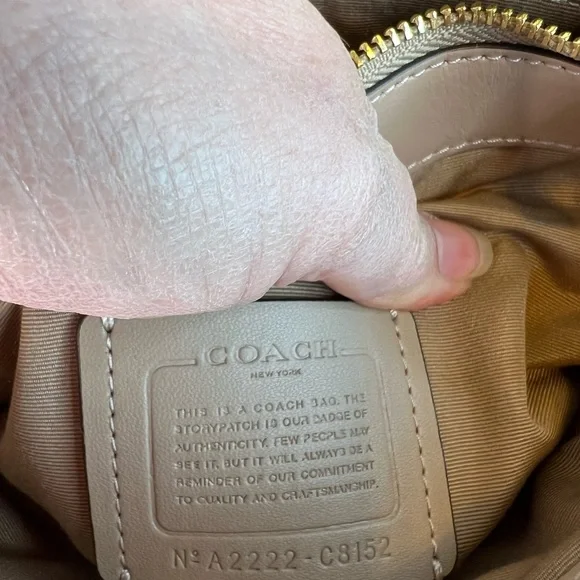 COACH
NEW YORK
THIS IS A COACH BAG. THE
STORYPATCH IS OUR BADGE OF
AUTHENTICITY. FEW PEOPLE MAY
SEE IT. BUT IT WILL ALWAYS BE A
REMINDER OF OUR COMMITMENT
TO QUALITY AND CRAFTSMANSHIP.
Nº A2222-C8152